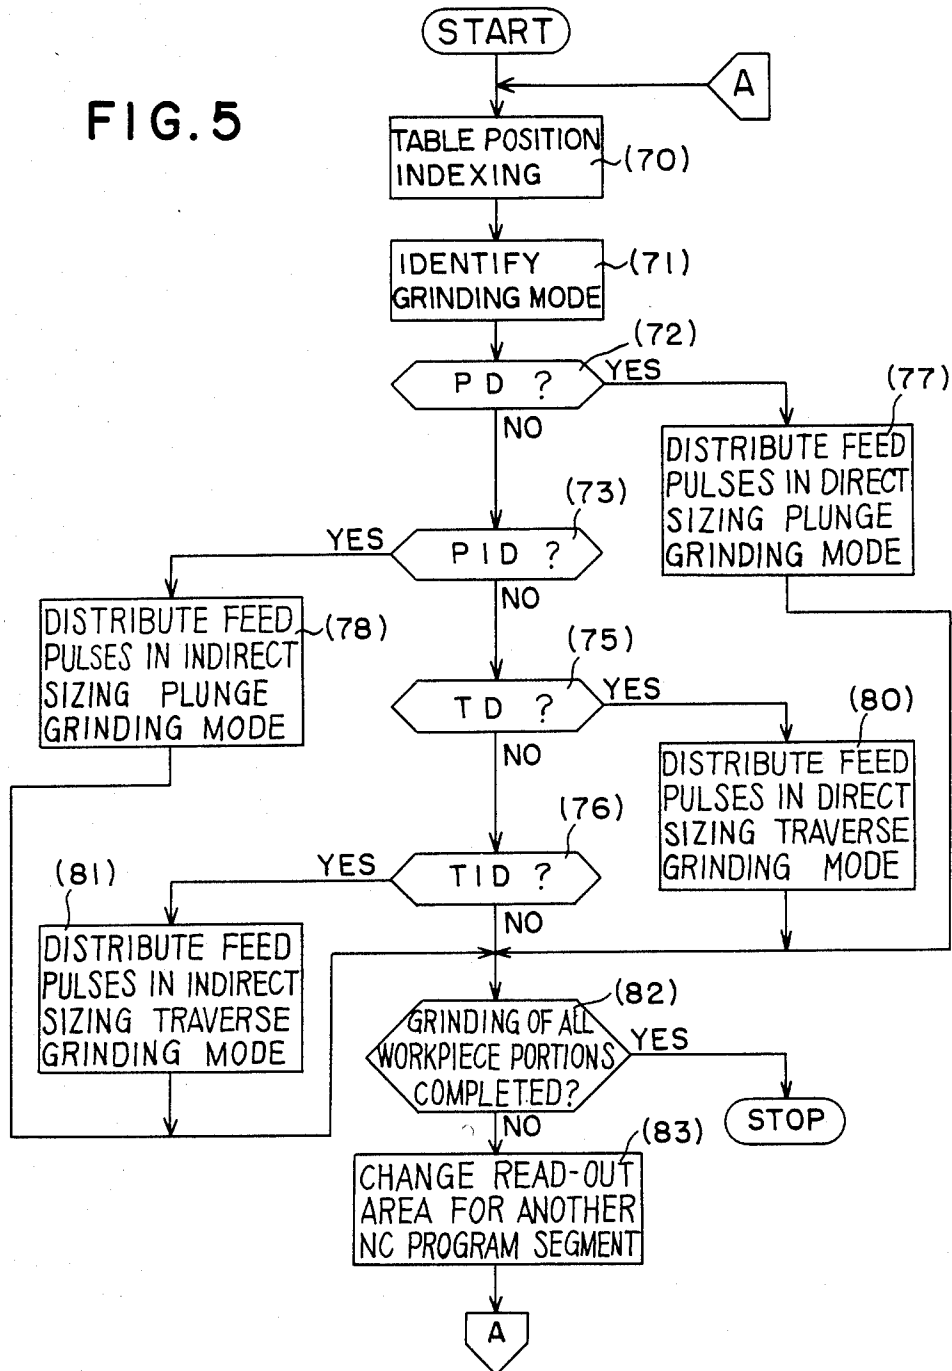 START
A
FIG.5
TABLE POSITION
INDEXING
(70)
IDENTIFY
GRINDING MODE
(71)
(72)
PD ?
YES
NO
(77)
DISTRIBUTE FEED
PULSES IN DIRECT
SIZING PLUNGE
GRINDING MODE
(73)
PID ?
YES
NO
DISTRIBUTE FEED
PULSES IN INDIRECT
SIZING PLUNGE
GRINDING MODE
(78)
(75)
TD ?
YES
NO
(80)
DISTRIBUTE FEED
PULSES IN DIRECT
SIZING TRAVERSE
GRINDING MODE
(76)
TID ?
YES
NO
(81)
DISTRIBUTE FEED
PULSES IN INDIRECT
SIZING TRAVERSE
GRINDING MODE
(82)
GRINDING OF ALL
WORKPIECE PORTIONS
COMPLETED?
YES
NO
STOP
(83)
CHANGE READ-OUT
AREA FOR ANOTHER
NC PROGRAM SEGMENT
A